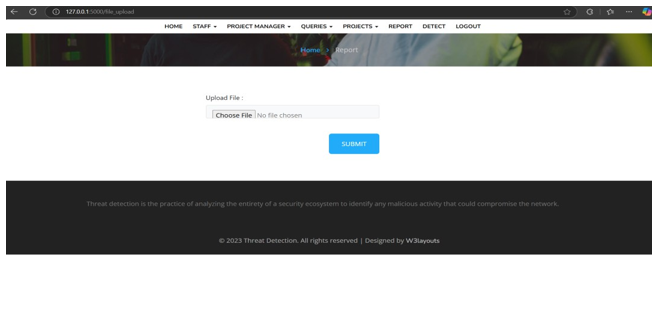 127.0.0.1:5000/file_upload
HOME STAFF PROJECT MANAGER QUERIES PROJECTS REPORT DETECT LOGOUT
Home > Report
Upload File :
Choose File No file chosen
SUBMIT
Threat detection is the practice of analyzing the entirety of a security ecosystem to identify any malicious activity that could compromise the network.
© 2023 Threat Detection. All rights reserved | Designed by W3layouts